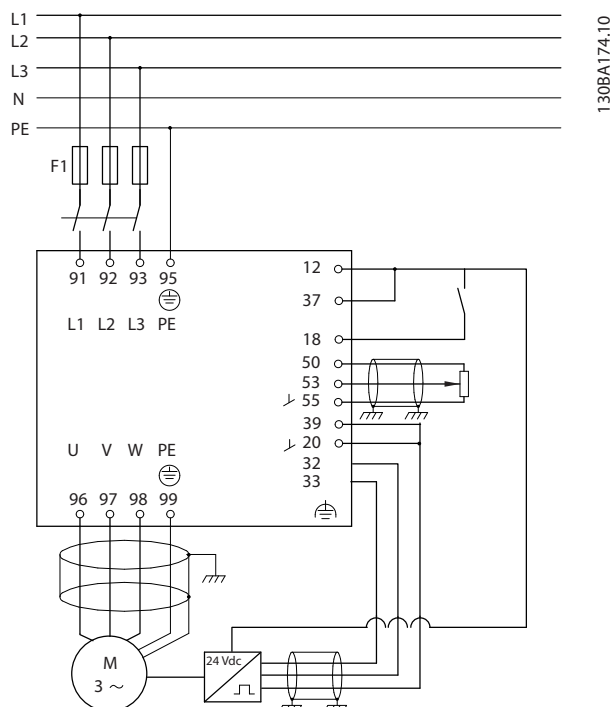 L1
L2
L3
N
PE
130BA174.10
F1
91 92 93 95
L1 L2 L3 PE
12
37
18
50
53
55
39
20
32
33
U V W PE
96 97 98 99
M
3 ~
24 Vdc